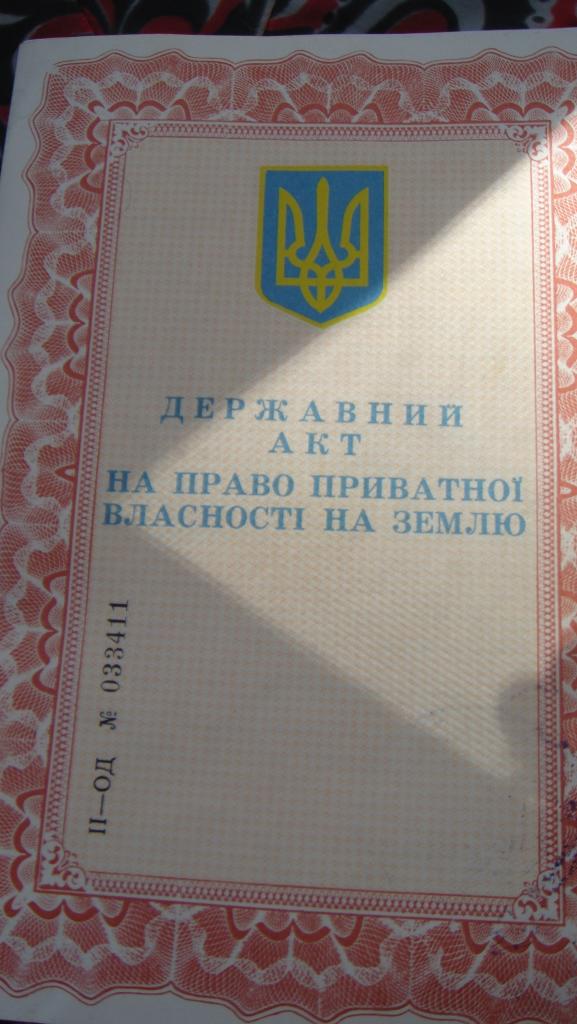 ДЕРЖАВНИЙ
АКТ
НА ПРАВО ПРИВАТНОЇ
ВЛАСНОСТІ НА ЗЕМЛЮ
II—ОД № 033411